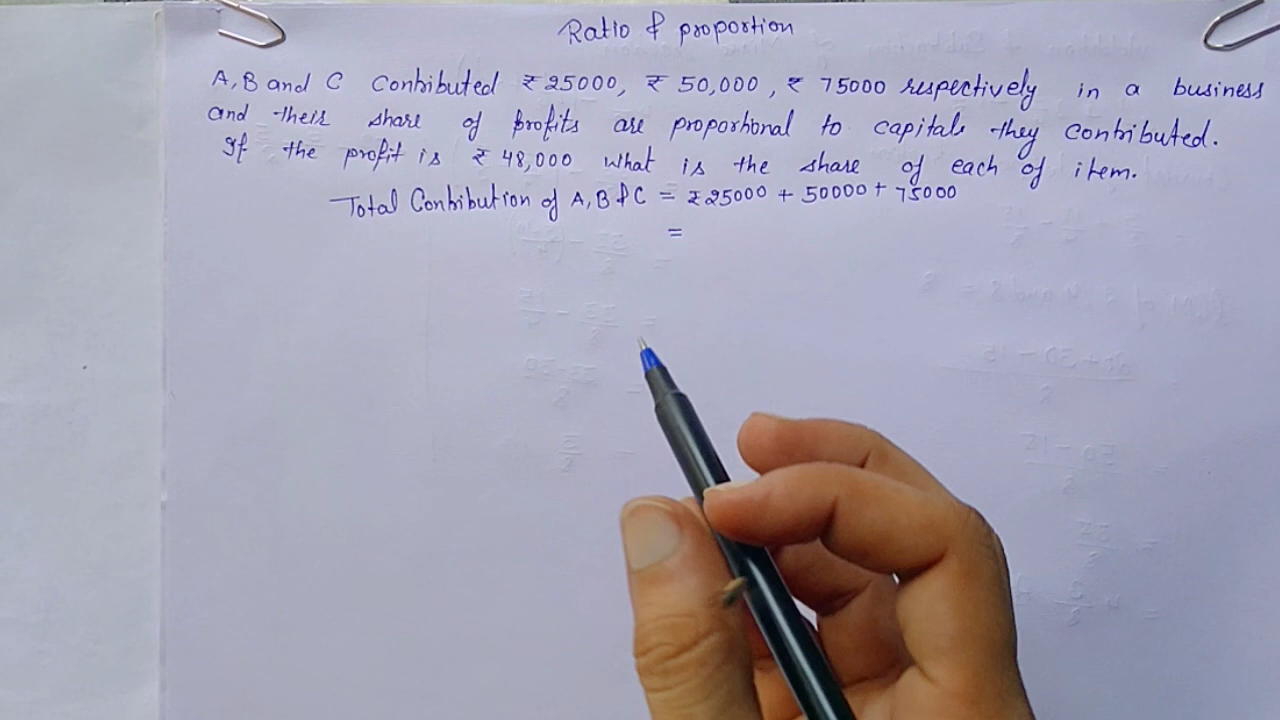 Ratio & proportion
A, B and C Contributed ₹ 25000, ₹ 50,000, ₹ 75000 respectively in a business
and their share of profits are proportional to capitals they contributed.
If the profit is ₹ 48,000 what is the share of each of item.
Total Contribution of A, B & C = ₹ 25000 + 50000 + 75000
=